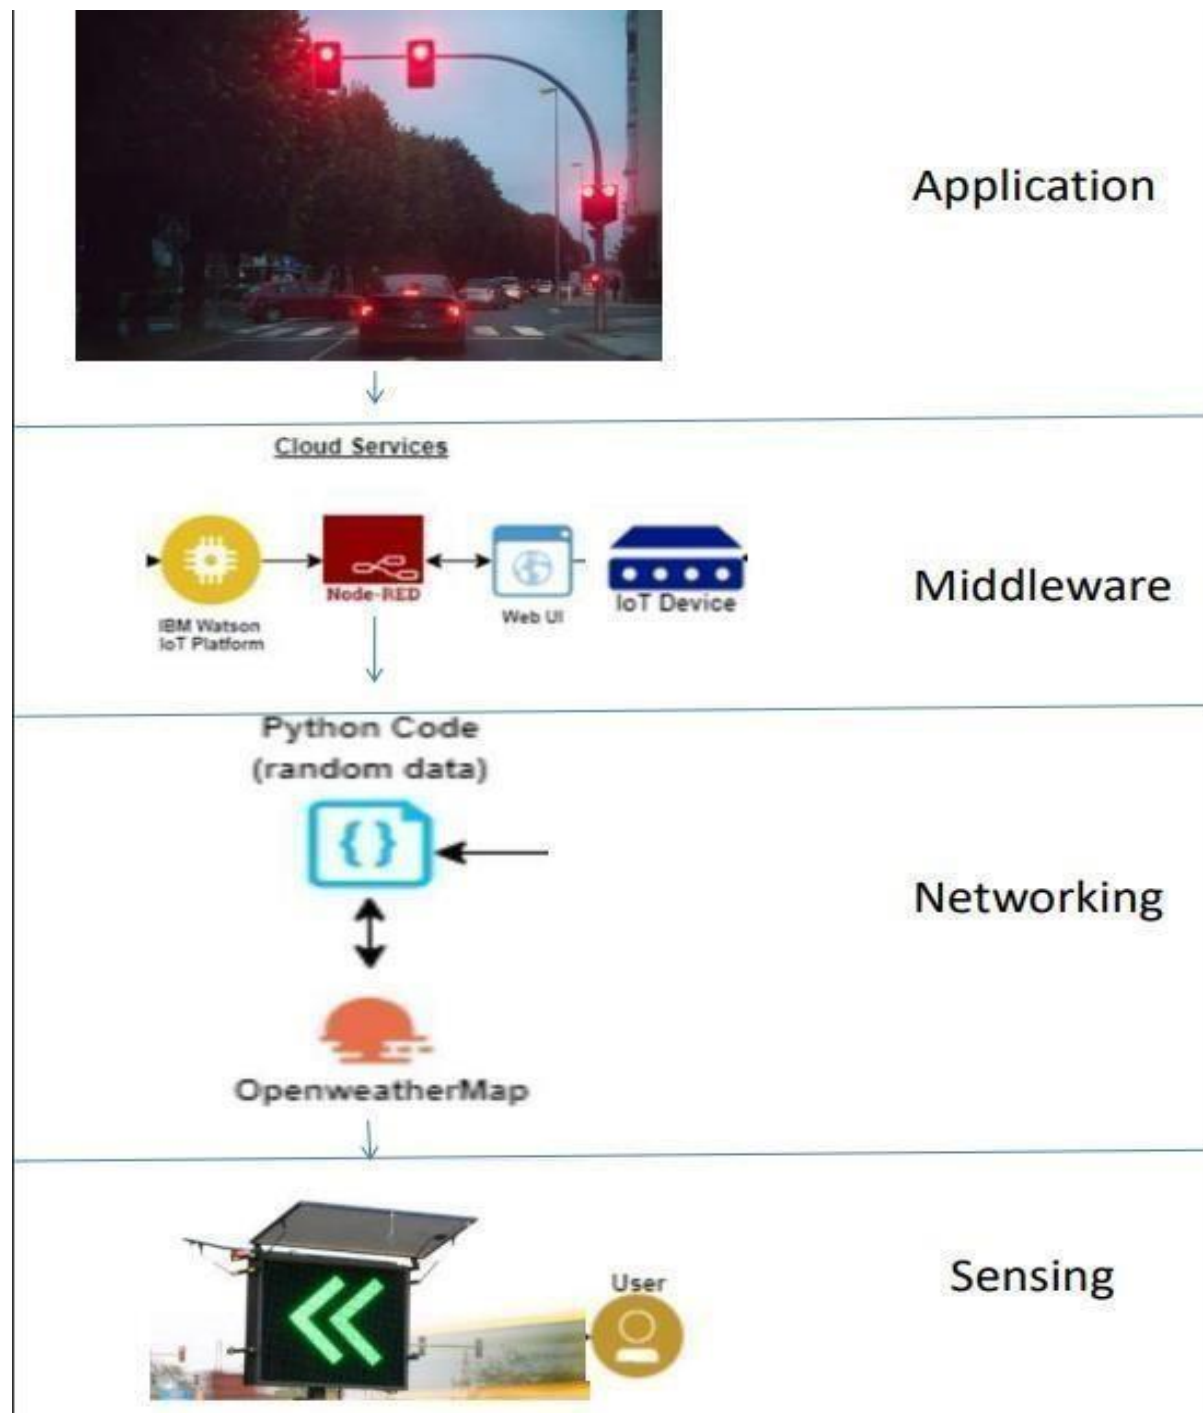 Application
Cloud Services
IBM Watson
IoT Platform
Node-RED
Web UI
IoT Device
Middleware
Python Code
(random data)
OpenweatherMap
Networking
User
Sensing